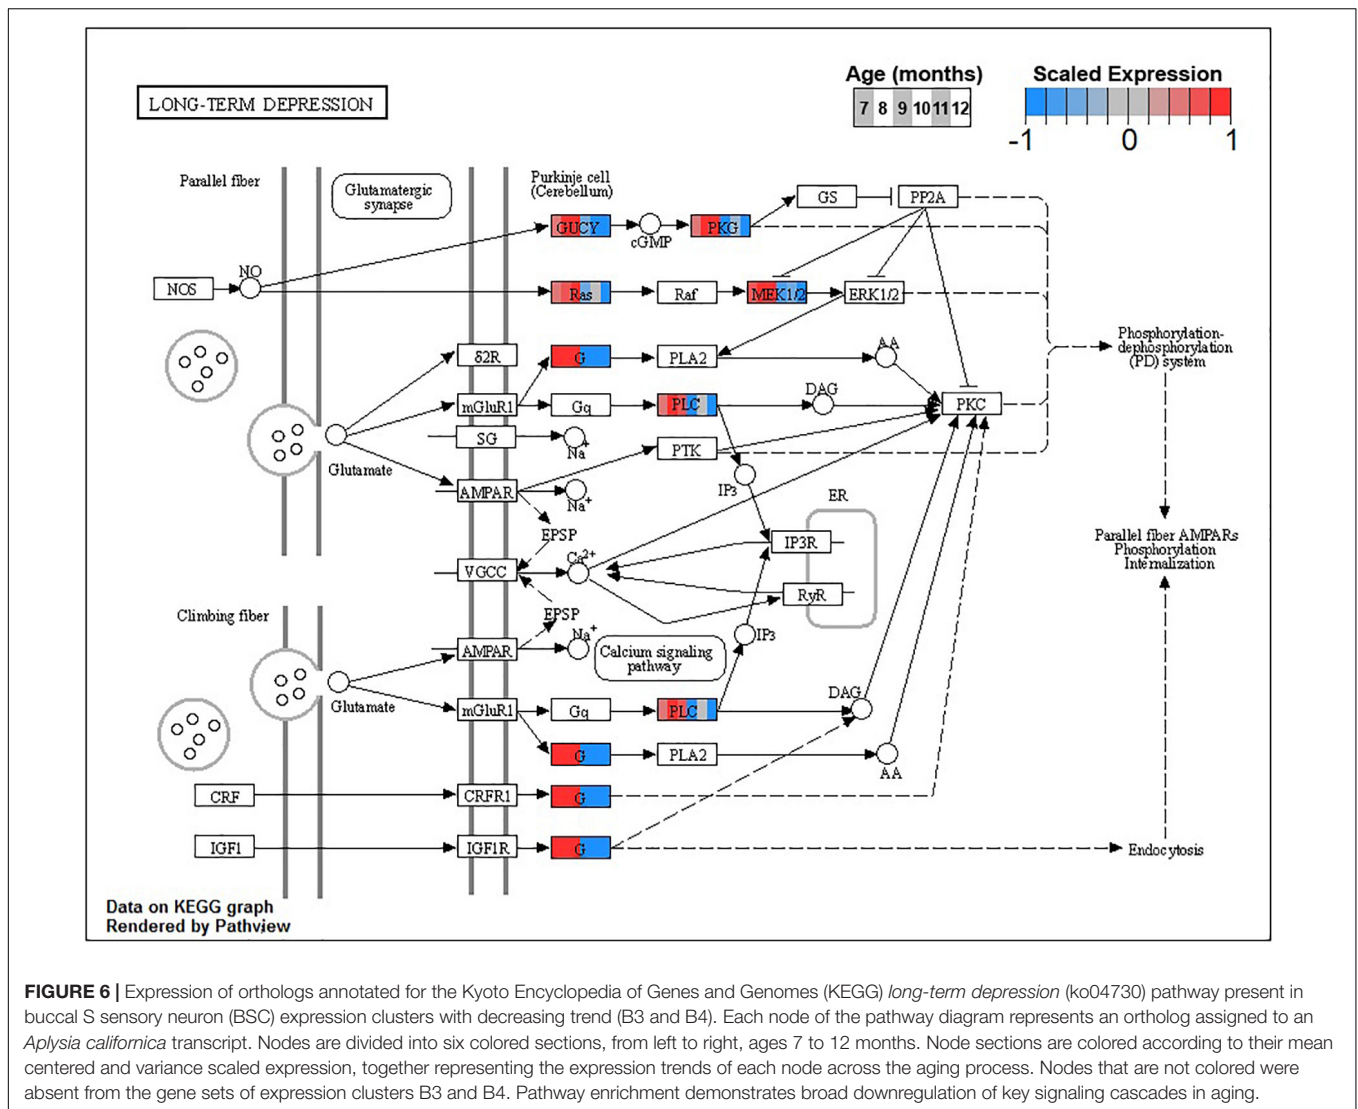 LONG-TERM DEPRESSION
Age (months)
7 8 9 10 11 12
Scaled Expression
-1 0 1
Parallel fiber
Glutamatergic
synapse
Purkinje cell
(Cerebellum)
GS
PP2A
GUCY
cGMP
PKG
NO
NOS
Ras
Raf
MEK1/2
ERK1/2
Phosphorylation-
dephosphorylation
(PD) system
δ2R
G
PLA2
AA
mGluR1
Gq
PLC
DAG
PKC
SG
Na+
PTK
Glutamate
AMPAR
Na+
IP3
ER
EPSP
IP3R
Parallel fiber AMPARs
Phosphorylation
Internalization
VGCC
Ca2+
RyR
EPSP
Climbing fiber
Na+
IP3
AMPAR
Calcium signaling
pathway
Glutamate
mGluR1
Gq
PLC
DAG
G
PLA2
AA
CRF
CRFR1
G
IGF1
IGF1R
G
Endocytosis
Data on KEGG graph
Rendered by Pathview
FIGURE 6 | Expression of orthologs annotated for the Kyoto Encyclopedia of Genes and Genomes (KEGG) long-term depression (ko04730) pathway present in
buccal S sensory neuron (BSC) expression clusters with decreasing trend (B3 and B4). Each node of the pathway diagram represents an ortholog assigned to an
Aplysia californica transcript. Nodes are divided into six colored sections, from left to right, ages 7 to 12 months. Node sections are colored according to their mean
centered and variance scaled expression, together representing the expression trends of each node across the aging process. Nodes that are not colored were
absent from the gene sets of expression clusters B3 and B4. Pathway enrichment demonstrates broad downregulation of key signaling cascades in aging.